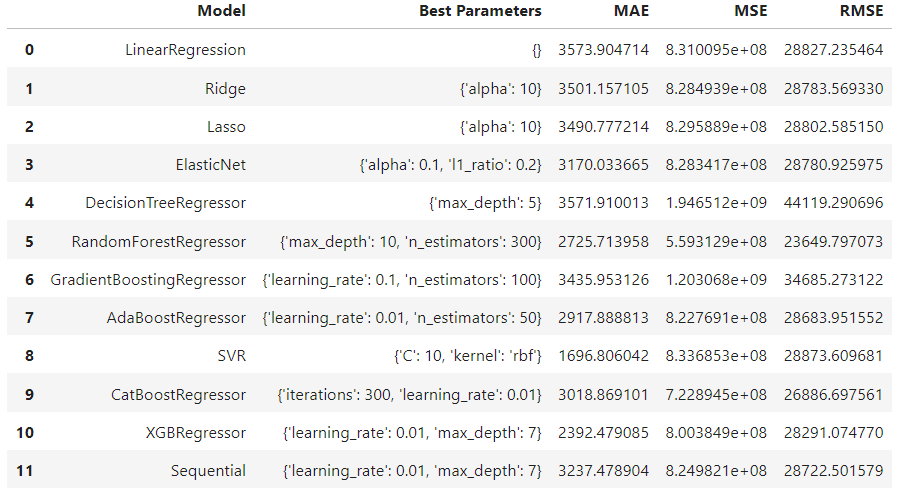 Model Best Parameters MAE MSE RMSE
0 LinearRegression {} 3573.904714 8.310095e+08 28827.235464
1 Ridge {'alpha': 10} 3501.157105 8.284939e+08 28783.569330
2 Lasso {'alpha': 10} 3490.777214 8.295889e+08 28802.585150
3 ElasticNet {'alpha': 0.1, 'l1_ratio': 0.2} 3170.033665 8.283417e+08 28780.925975
4 DecisionTreeRegressor {'max_depth': 5} 3571.910013 1.946512e+09 44119.290696
5 RandomForestRegressor {'max_depth': 10, 'n_estimators': 300} 2725.713958 5.593129e+08 23649.797073
6 GradientBoostingRegressor {'learning_rate': 0.1, 'n_estimators': 100} 3435.953126 1.203068e+09 34685.273122
7 AdaBoostRegressor {'learning_rate': 0.01, 'n_estimators': 50} 2917.888813 8.227691e+08 28683.951552
8 SVR {'C': 10, 'kernel': 'rbf'} 1696.806042 8.336853e+08 28873.609681
9 CatBoostRegressor {'iterations': 300, 'learning_rate': 0.01} 3018.869101 7.228945e+08 26886.697561
10 XGBRegressor {'learning_rate': 0.01, 'max_depth': 7} 2392.479085 8.003849e+08 28291.074770
11 Sequential {'learning_rate': 0.01, 'max_depth': 7} 3237.478904 8.249821e+08 28722.501579